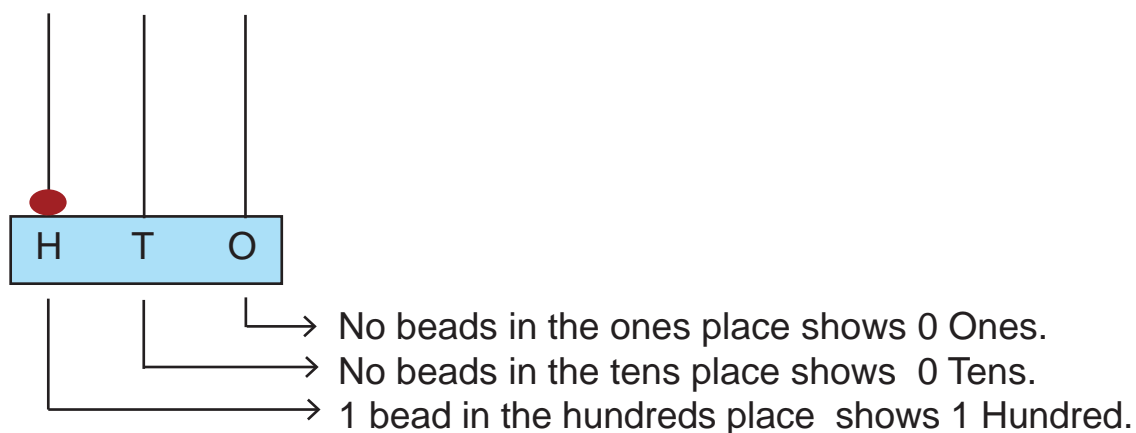 H T O
No beads in the ones place shows 0 Ones.
No beads in the tens place shows 0 Tens.
1 bead in the hundreds place shows 1 Hundred.